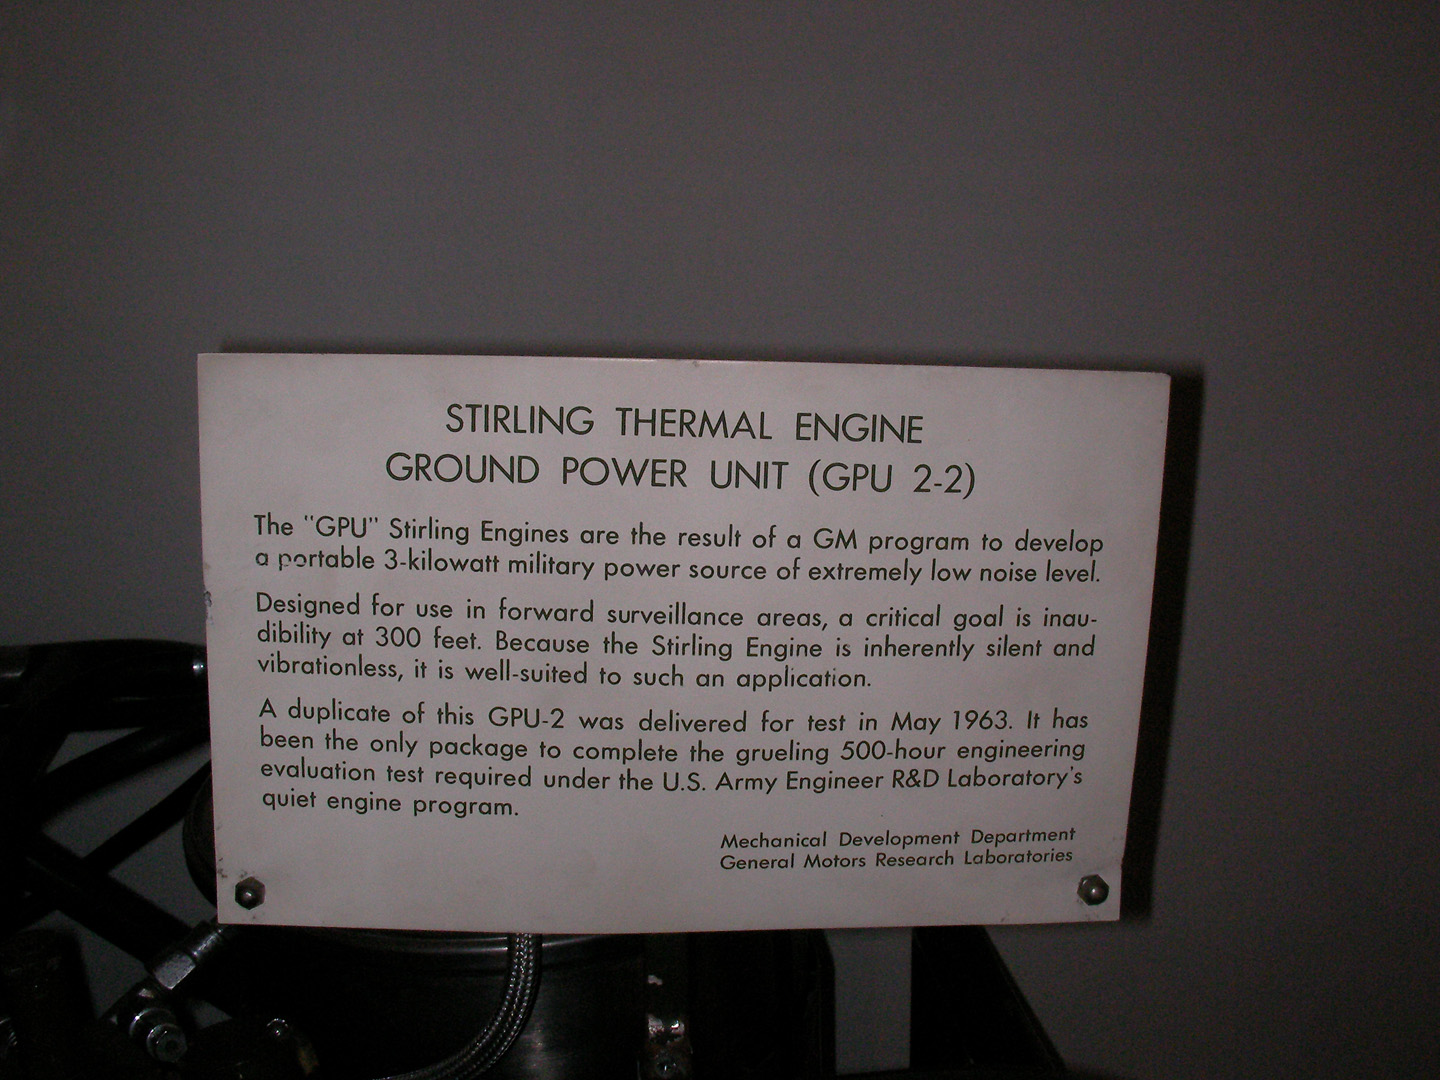 STIRLING THERMAL ENGINE
GROUND POWER UNIT (GPU 2-2)
The "GPU" Stirling Engines are the result of a GM program to develop
a portable 3-kilowatt military power source of extremely low noise level.
Designed for use in forward surveillance areas, a critical goal is inau-
dibility at 300 feet. Because the Stirling Engine is inherently silent and
vibrationless, it is well-suited to such an application.
A duplicate of this GPU-2 was delivered for test in May 1963. It has
been the only package to complete the grueling 500-hour engineering
evaluation test required under the U.S. Army Engineer R&D Laboratory's
quiet engine program.
Mechanical Development Department
General Motors Research Laboratories